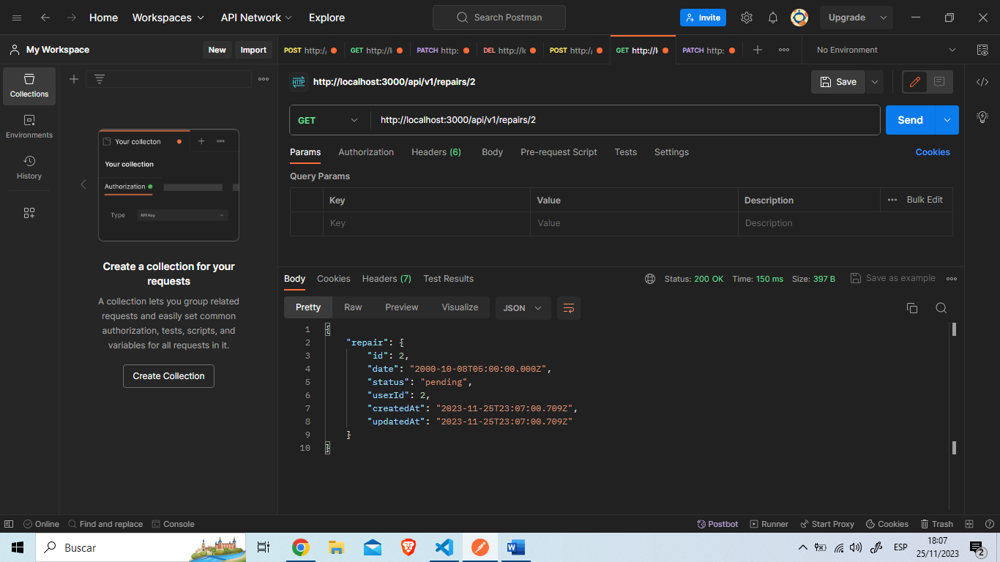 Home Workspaces API Network Explore Search Postman Invite Upgrade
My Workspace New Import POST http:/ GET http://l PATCH http: DEL http://lo POST http:/ GET http://l PATCH http: No Environment
Collections
Environments
History
Your collecton
Your collection
Authorization
Type API Key
Create a collection for your
requests
A collection lets you group related
requests and easily set common
authorization, tests, scripts, and
variables for all requests in it.
Create Collection
HTTP http://localhost:3000/api/v1/repairs/2 Save
GET http://localhost:3000/api/v1/repairs/2 Send
Params Authorization Headers (6) Body Pre-request Script Tests Settings Cookies
Query Params
Key Value Description Bulk Edit
Key Value Description
Body Cookies Headers (7) Test Results Status: 200 OK Time: 150 ms Size: 397 B Save as example
Pretty Raw Preview Visualize JSON
1 {
2 "repair": {
3 "id": 2,
4 "date": "2000-10-08T05:00:00.000Z",
5 "status": "pending",
6 "userId": 2,
7 "createdAt": "2023-11-25T23:07:00.709Z",
8 "updatedAt": "2023-11-25T23:07:00.709Z"
9 }
10 }
Online Find and replace Console Postbot Runner Start Proxy Cookies Trash
Buscar ESP 18:07
25/11/2023 2